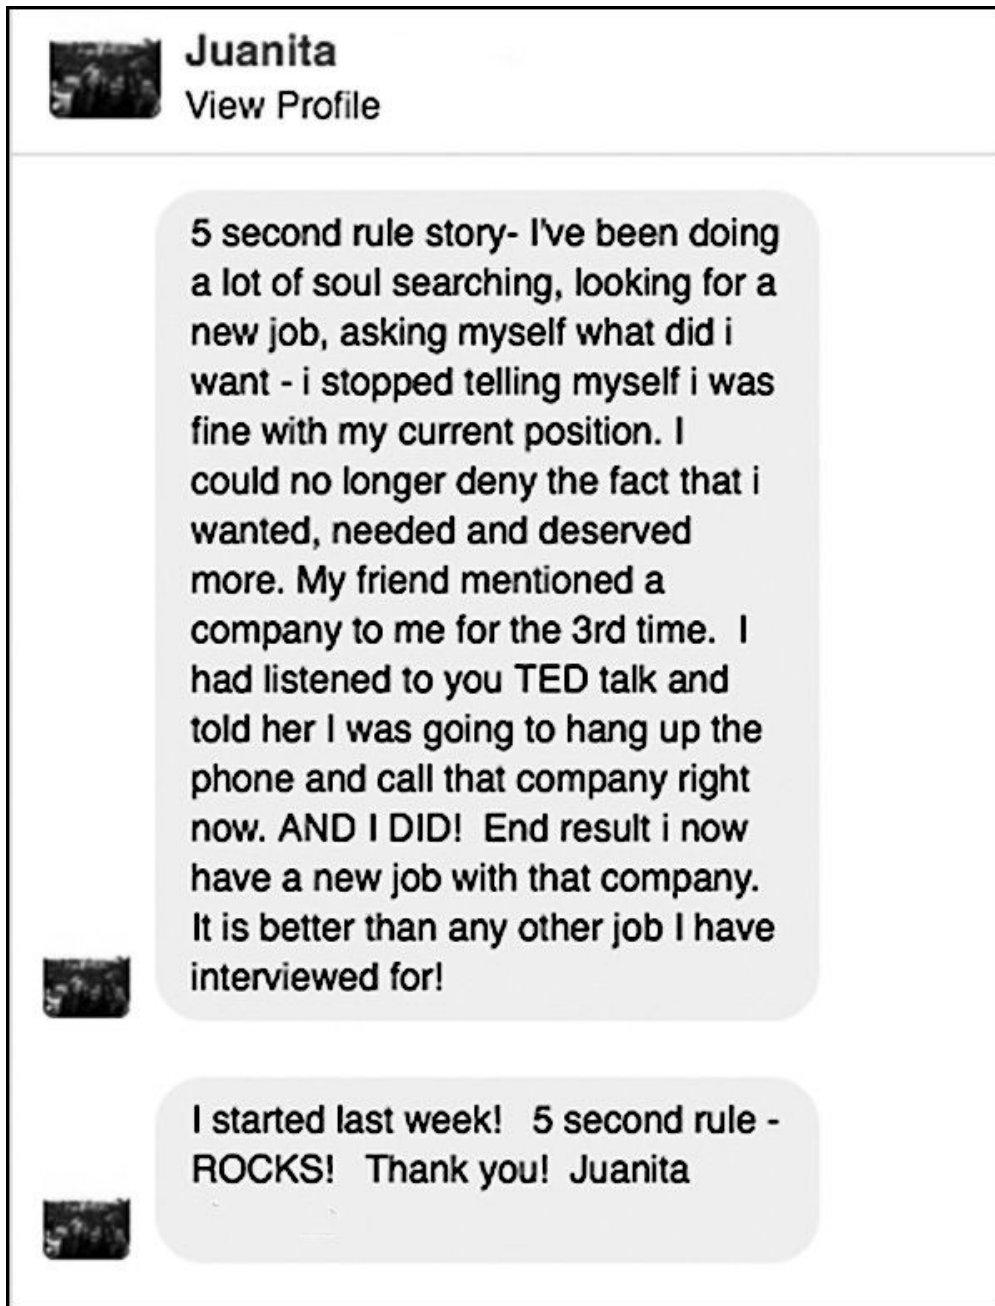 Juanita
View Profile
5 second rule story- I've been doing
a lot of soul searching, looking for a
new job, asking myself what did i
want - i stopped telling myself i was
fine with my current position. I
could no longer deny the fact that i
wanted, needed and deserved
more. My friend mentioned a
company to me for the 3rd time.  I
had listened to you TED talk and
told her I was going to hang up the
phone and call that company right
now. AND I DID!  End result i now
have a new job with that company.
It is better than any other job I have
interviewed for!
I started last week!  5 second rule -
ROCKS!  Thank you!  Juanita